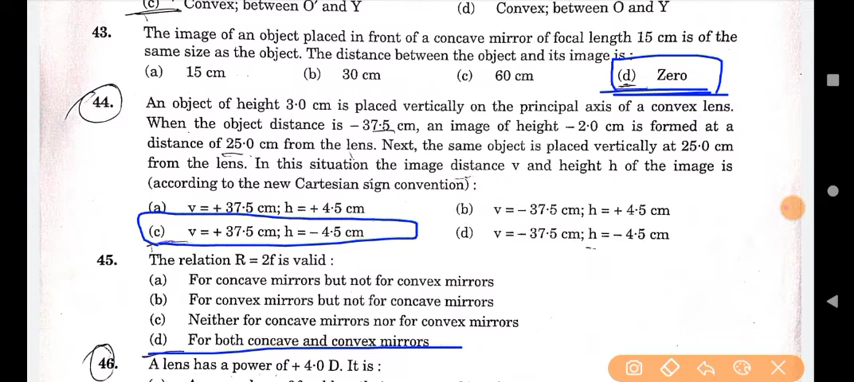 (c) Convex; between O' and Y (d) Convex; between O and Y
43. The image of an object placed in front of a concave mirror of focal length 15 cm is of the
same size as the object. The distance between the object and its image is :
(a) 15 cm (b) 30 cm (c) 60 cm (d) Zero
44. An object of height 3·0 cm is placed vertically on the principal axis of a convex lens.
When the object distance is – 37·5 cm, an image of height – 2·0 cm is formed at a
distance of 25·0 cm from the lens. Next, the same object is placed vertically at 25·0 cm
from the lens. In this situation the image distance v and height h of the image is
(according to the new Cartesian sign convention) :
(a) v = + 37·5 cm; h = + 4·5 cm (b) v = – 37·5 cm; h = + 4·5 cm
(c) v = + 37·5 cm; h = – 4·5 cm (d) v = – 37·5 cm; h = – 4·5 cm
45. The relation R = 2f is valid :
(a) For concave mirrors but not for convex mirrors
(b) For convex mirrors but not for concave mirrors
(c) Neither for concave mirrors nor for convex mirrors
(d) For both concave and convex mirrors
46. A lens has a power of + 4·0 D. It is :